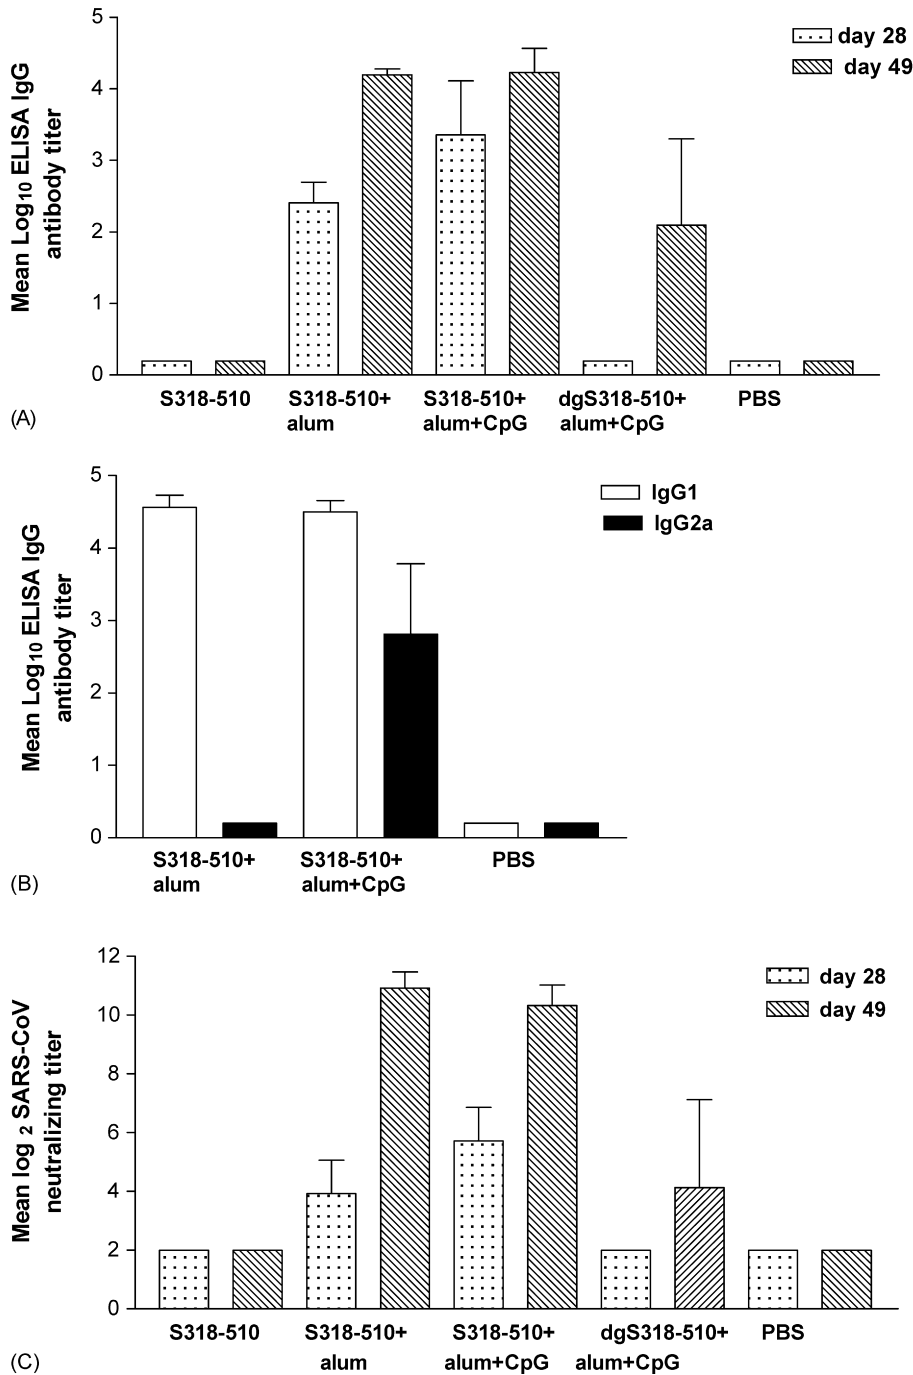 5
4
3
2
1
0
Mean Log10 ELISA IgG
antibody titer
day 28
day 49
S318-510
S318-510+
alum
S318-510+
alum+CpG
dgS318-510+
alum+CpG
PBS
(A)
5
4
3
2
1
0
Mean Log10 ELISA IgG
antibody titer
IgG1
IgG2a
S318-510+
alum
S318-510+
alum+CpG
PBS
(B)
12
10
8
6
4
2
0
Mean log 2 SARS-CoV
neutralizing titer
day 28
day 49
S318-510
S318-510+
alum
S318-510+
alum+CpG
dgS318-510+
alum+CpG
PBS
(C)